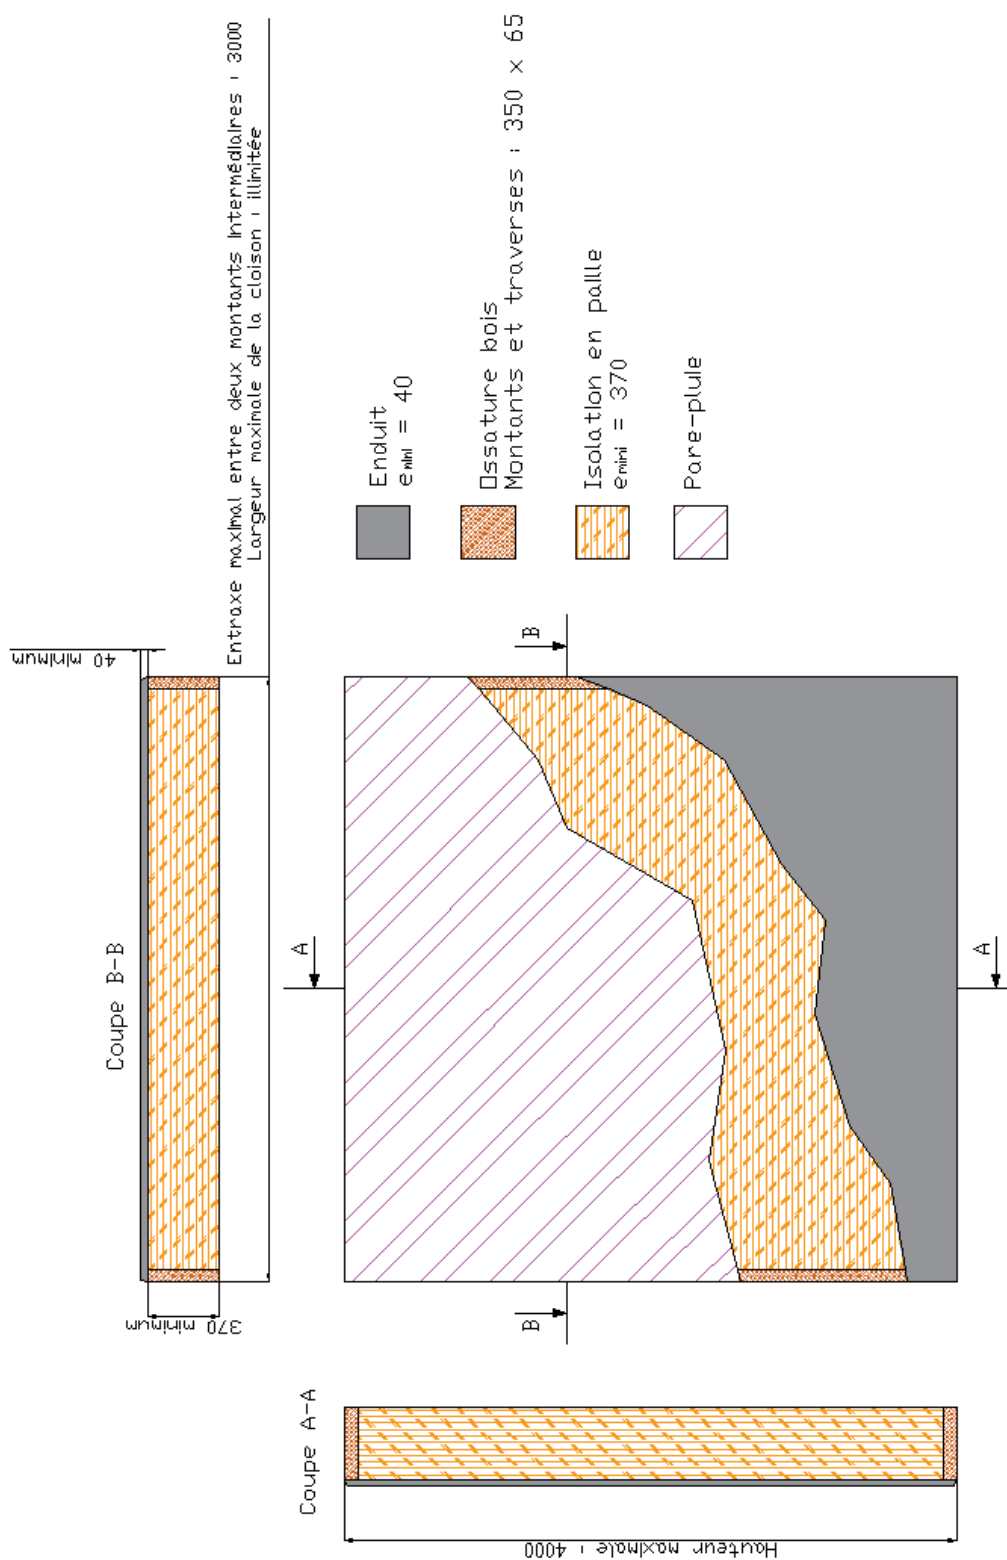 40 minimum
Entraxe maximal entre deux montants intermédiaires : 3000
Largeur maximale de la cloison : illimitée
Coupe B-B
370 minimum
Enduit
emini = 40
Ossature bois
Montants et traverses : 350 x 65
Isolation en paille
emini = 370
Pare-pluie
B
B
A
A
Coupe A-A
Hauteur maximale : 4000